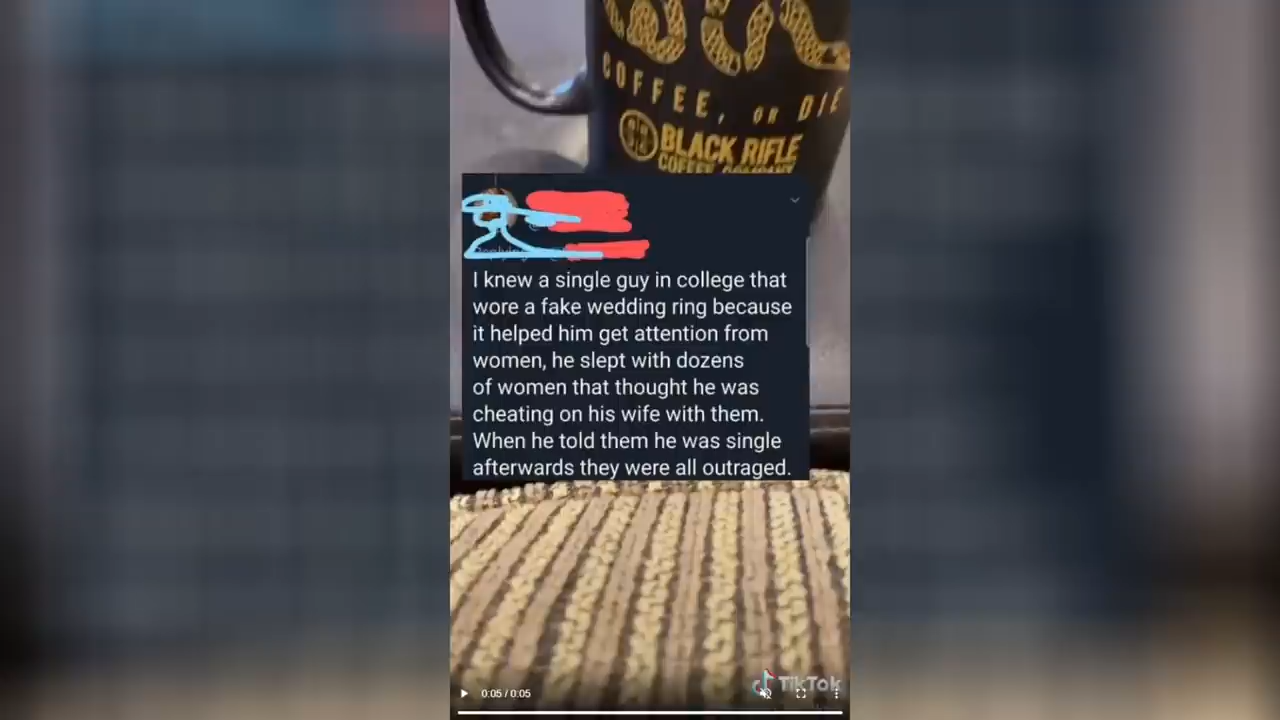 COFFEE, OR DIE
BLACK RIFLE
COFFEE COMPANY
I knew a single guy in college that
wore a fake wedding ring because
it helped him get attention from
women, he slept with dozens
of women that thought he was
cheating on his wife with them.
When he told them he was single
afterwards they were all outraged.
TikTok
0:05 / 0:05